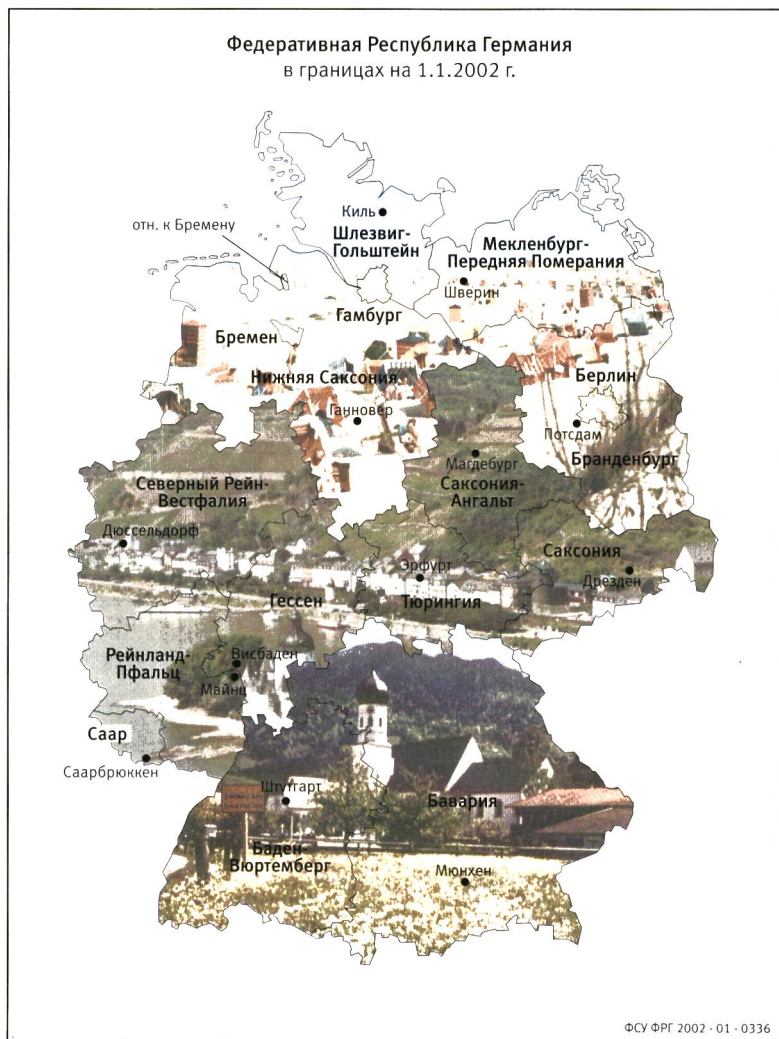 Федеративная Республика Германия
в границах на 1.1.2002 г.
Киль
отн. к Бремену
Шлезвиг-
Гольштейн
Мекленбург-
Передняя Померания
Шверин
Гамбург
Бремен
Нижняя Саксония
Берлин
Ганновер
Потсдам
Магдебург
Бранденбург
Северный Рейн-
Вестфалия
Саксония-
Ангальт
Дюссельдорф
Саксония
Эрфурт
Дрезден
Гессен
Тюрингия
Рейнланд-
Пфальц
Висбаден
Майнц
Саар
Саарбрюккен
Штутгарт
Бавария
Баден-
Вюртемберг
Мюнхен
ФСУ ФРГ 2002 · 01 · 0336